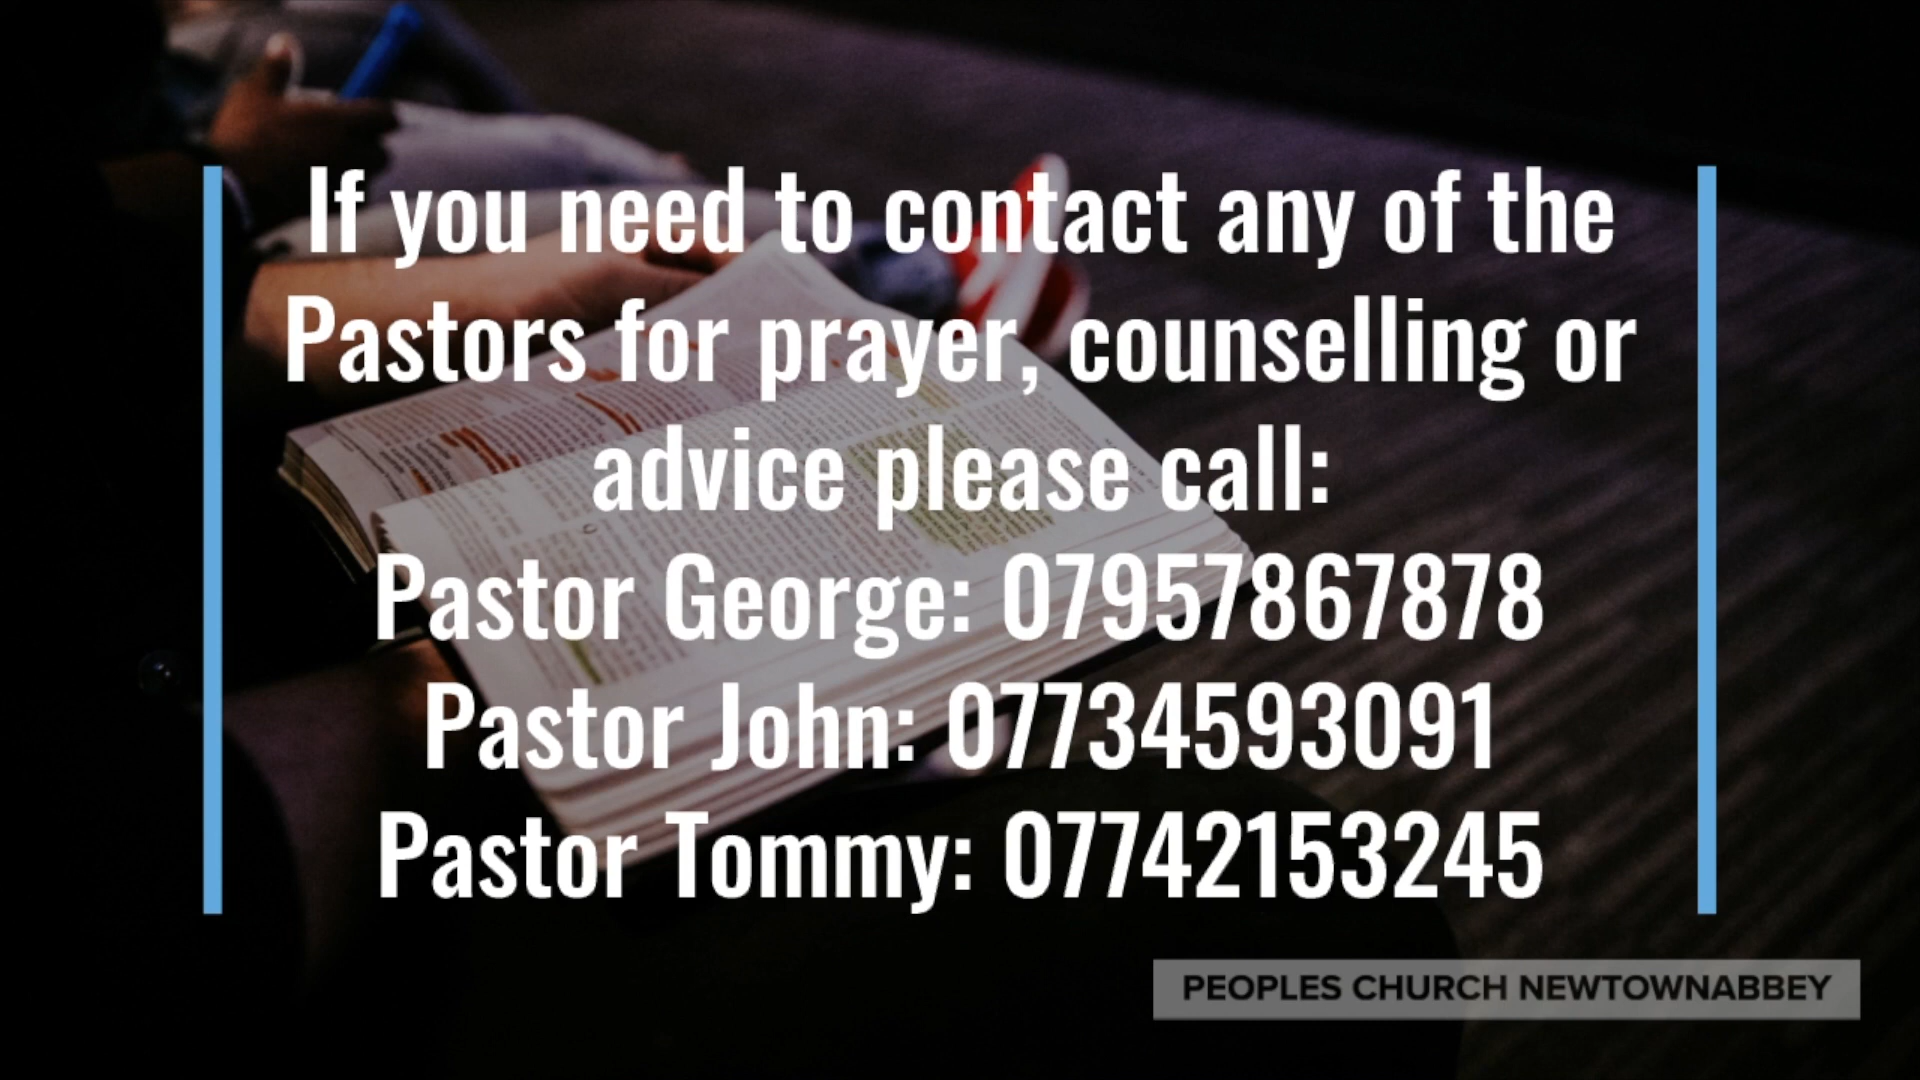 If you need to contact any of the
Pastors for prayer, counselling or
advice please call:
Pastor George: 07957867878
Pastor John: 07734593091
Pastor Tommy: 07742153245
PEOPLES CHURCH NEWTOWNABBEY